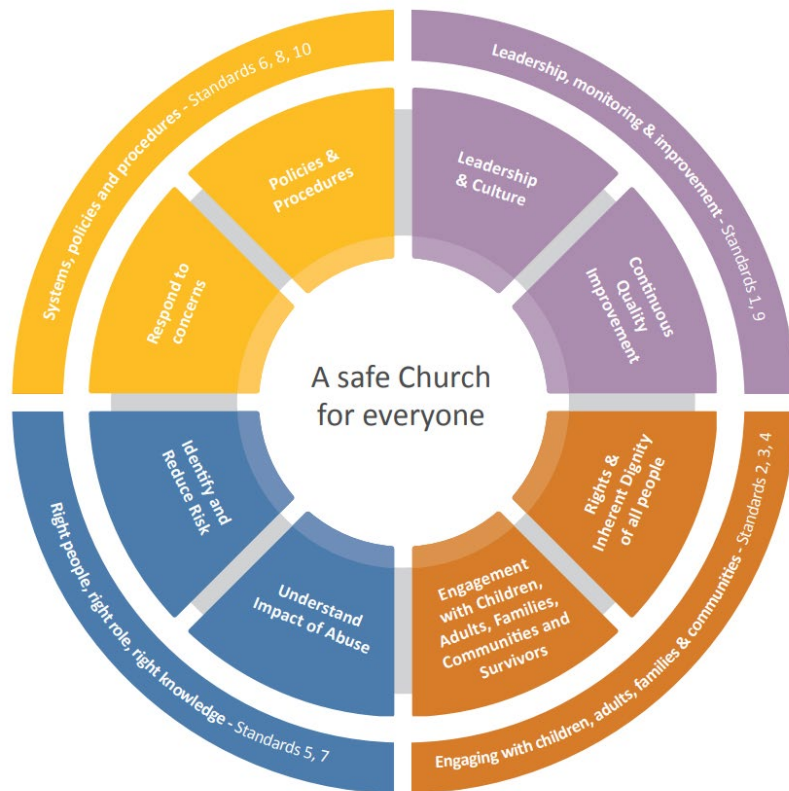 A safe Church
for everyone
Leadership, monitoring & improvement - Standards 1, 9
Leadership
& Culture
Continuous
Quality
Improvement
Engaging with children, adults, families & communities - Standards 2, 3, 4
Rights &
Inherent Dignity
of all people
Engagement
with Children,
Adults, Families,
Communities and
Survivors
Right people, right role, right knowledge - Standards 5, 7
Understand
Impact of Abuse
Identify and
Reduce Risk
Systems, policies and procedures - Standards 6, 8, 10
Respond to
concerns
Policies &
Procedures